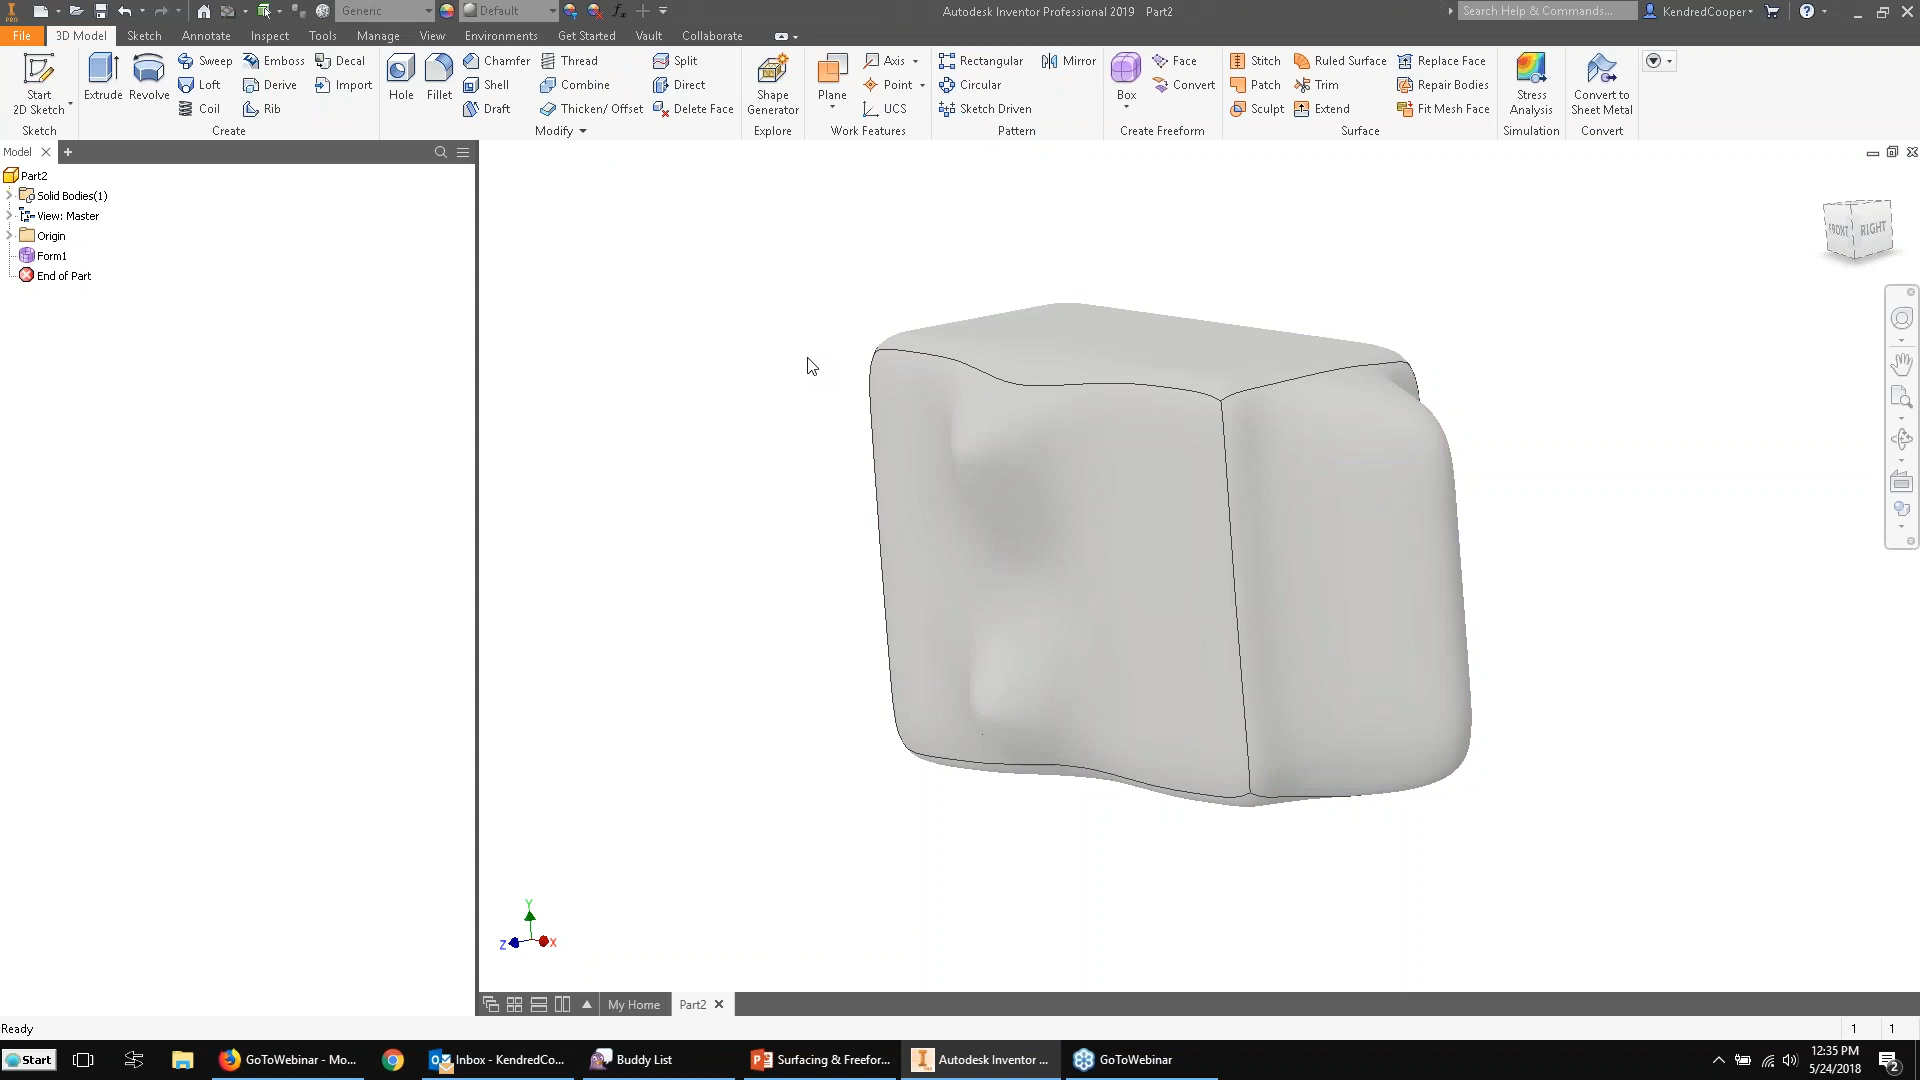 PRO
Generic
Default
Autodesk Inventor Professional 2019 Part2
Search Help & Commands...
KendredCooper
File 3D Model Sketch Annotate Inspect Tools Manage View Environments Get Started Vault Collaborate
Sweep Emboss Decal Chamfer Thread Split Axis Rectangular Mirror Face Stitch Ruled Surface Replace Face
Start Extrude Revolve Loft Derive Import Hole Fillet Shell Combine Direct Shape Plane Point Circular Box Convert Patch Trim Repair Bodies Stress Convert to
2D Sketch Coil Rib Draft Thicken/ Offset Delete Face Generator UCS Sketch Driven Sculpt Extend Fit Mesh Face Analysis Sheet Metal
Sketch Create Modify Explore Work Features Pattern Create Freeform Surface Simulation Convert
Model
Part2
Solid Bodies(1)
View: Master
Origin
Form1
End of Part
FRONT RIGHT
Y
Z X
My Home Part2
Ready 1 1
Start GoToWebinar - Mo... Inbox - KendredCo... Buddy List Surfacing & Freefor... Autodesk Inventor ... GoToWebinar
12:35 PM
5/24/2018
2